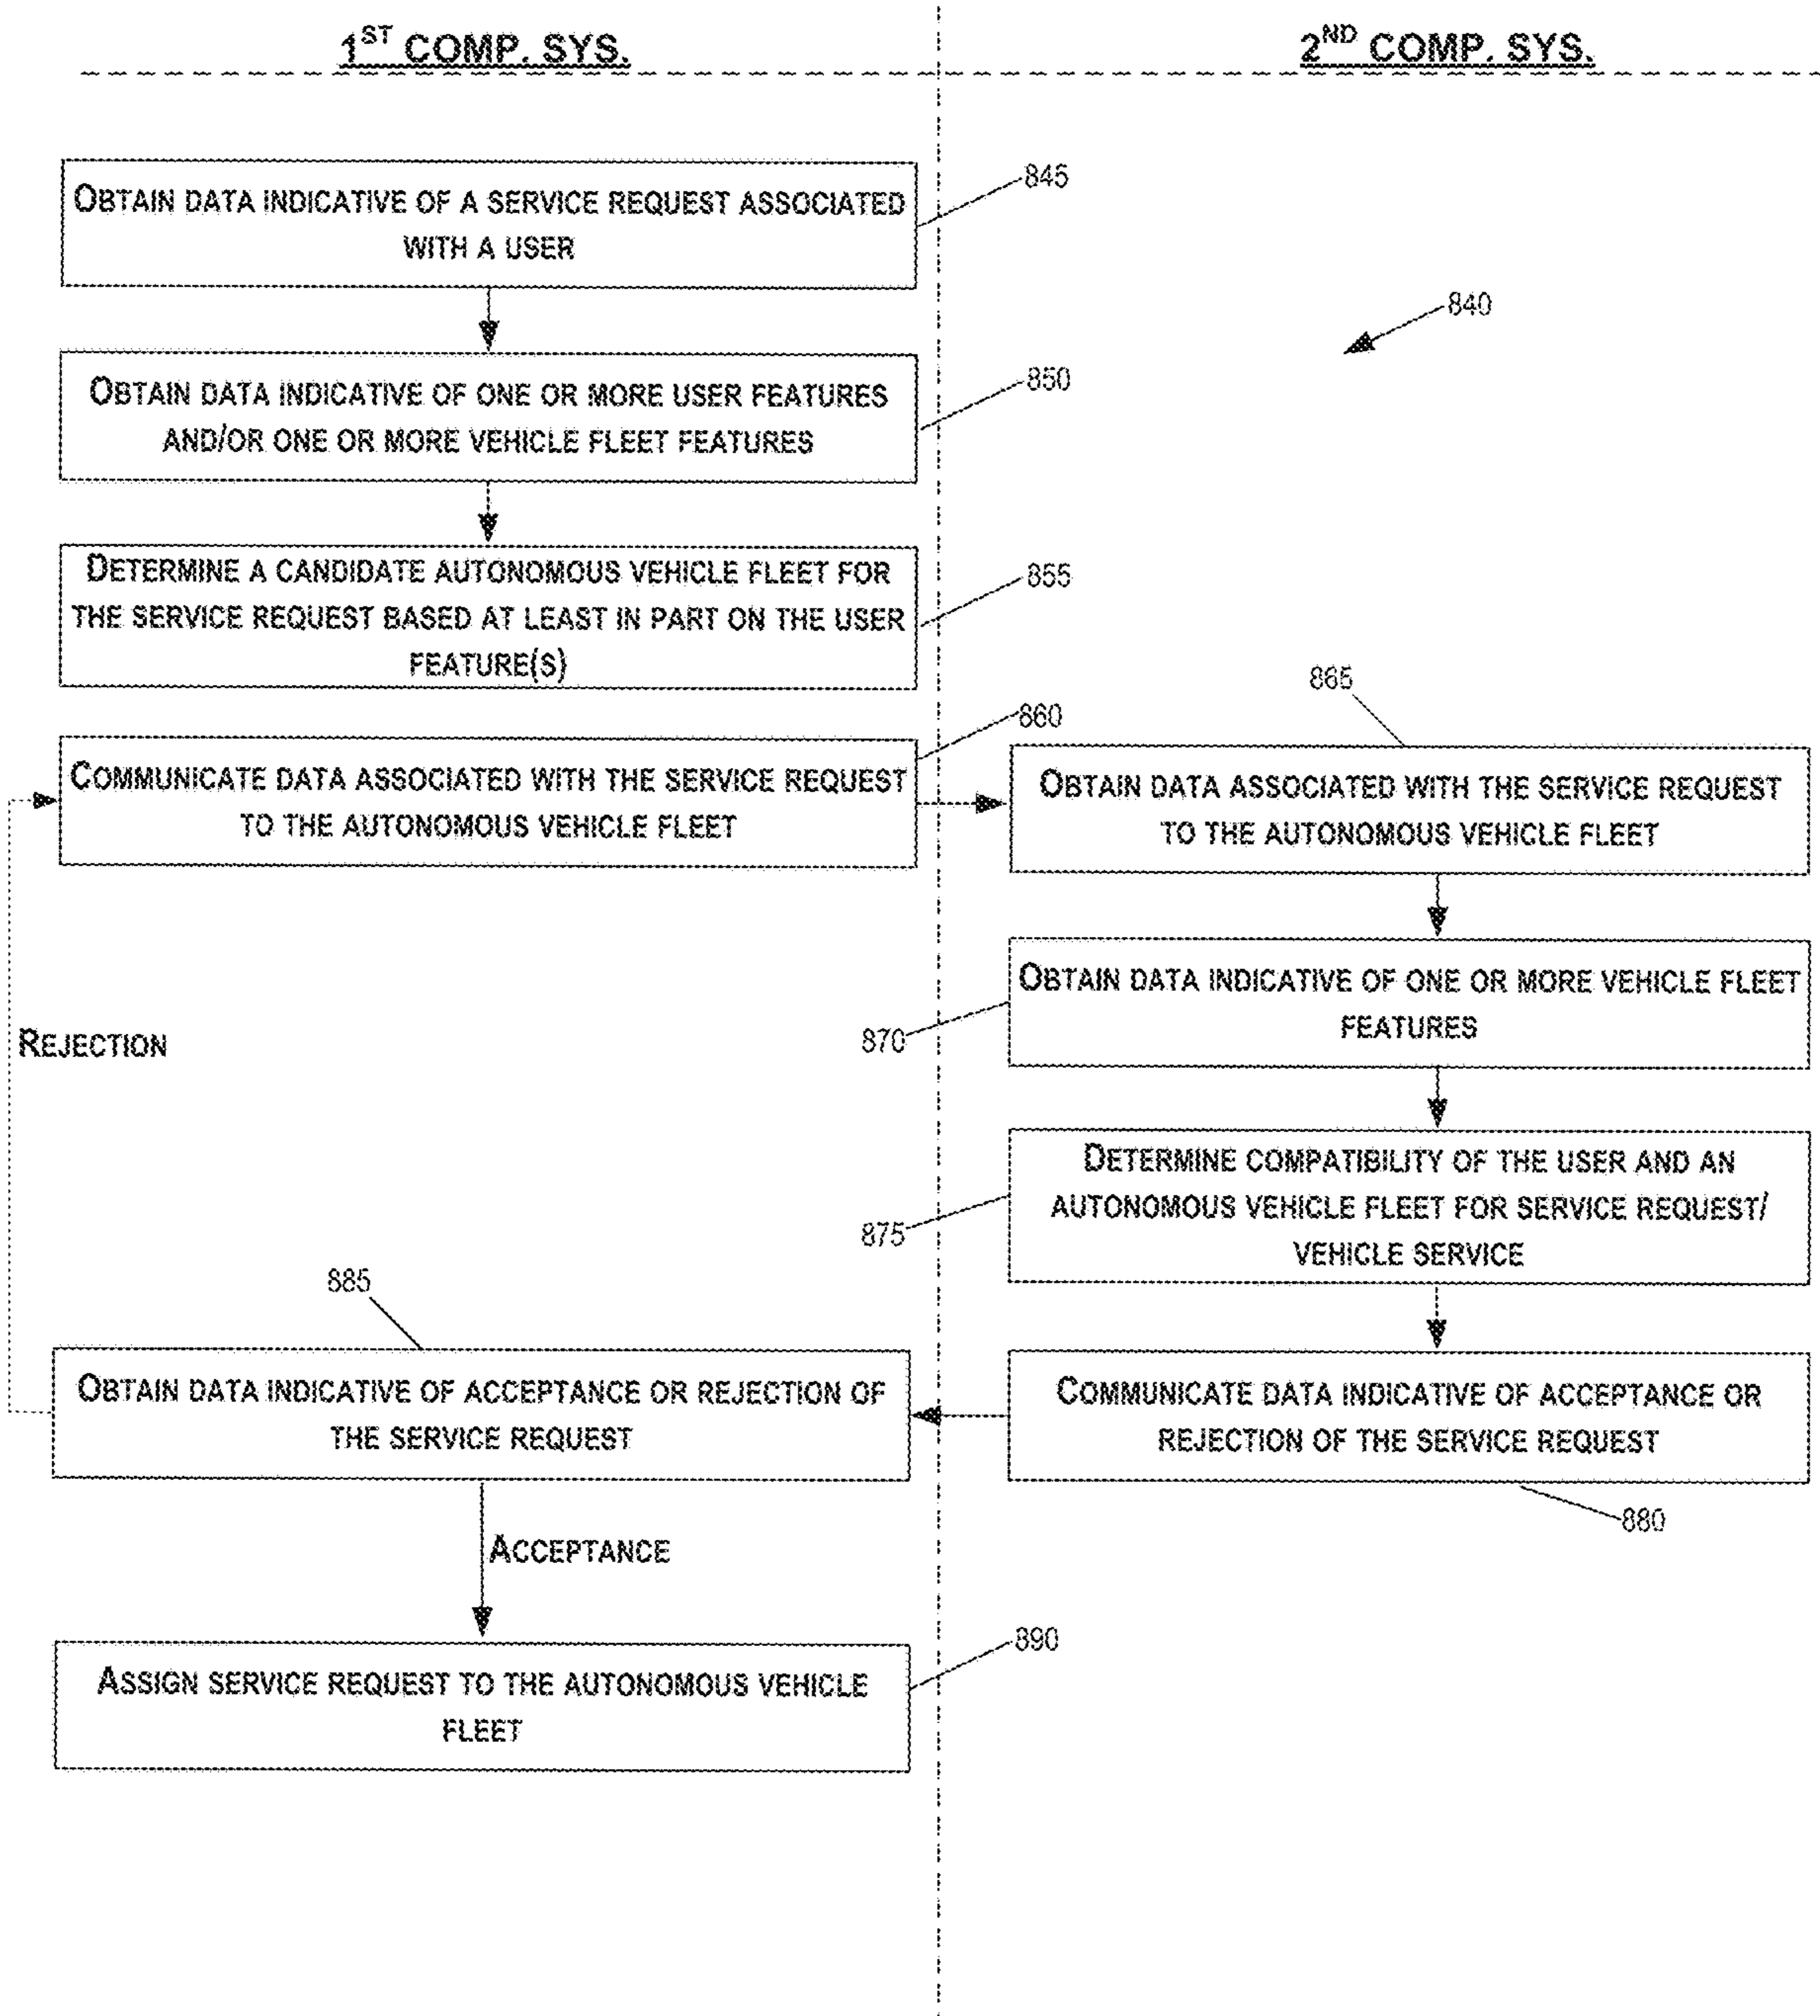 1ST COMP. SYS.
2ND COMP. SYS.
OBTAIN DATA INDICATIVE OF A SERVICE REQUEST ASSOCIATED
WITH A USER
845
840
OBTAIN DATA INDICATIVE OF ONE OR MORE USER FEATURES
AND/OR ONE OR MORE VEHICLE FLEET FEATURES
850
DETERMINE A CANDIDATE AUTONOMOUS VEHICLE FLEET FOR
THE SERVICE REQUEST BASED AT LEAST IN PART ON THE USER
FEATURE(S)
855
COMMUNICATE DATA ASSOCIATED WITH THE SERVICE REQUEST
TO THE AUTONOMOUS VEHICLE FLEET
860
865
OBTAIN DATA ASSOCIATED WITH THE SERVICE REQUEST
TO THE AUTONOMOUS VEHICLE FLEET
OBTAIN DATA INDICATIVE OF ONE OR MORE VEHICLE FLEET
FEATURES
870
REJECTION
DETERMINE COMPATIBILITY OF THE USER AND AN
AUTONOMOUS VEHICLE FLEET FOR SERVICE REQUEST/
VEHICLE SERVICE
875
885
OBTAIN DATA INDICATIVE OF ACCEPTANCE OR REJECTION OF
THE SERVICE REQUEST
COMMUNICATE DATA INDICATIVE OF ACCEPTANCE OR
REJECTION OF THE SERVICE REQUEST
880
ACCEPTANCE
ASSIGN SERVICE REQUEST TO THE AUTONOMOUS VEHICLE
FLEET
890